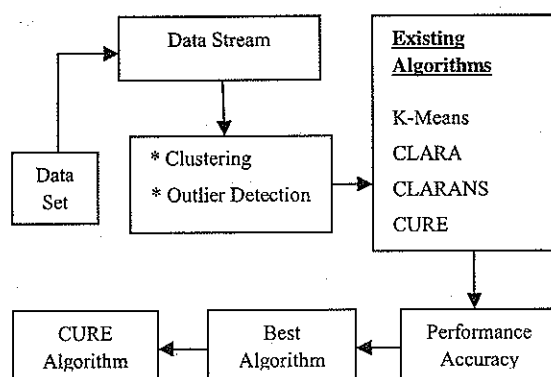 Data Stream
Data
Set
* Clustering
* Outlier Detection
Existing
Algorithms
K-Means
CLARA
CLARANS
CURE
Performance
Accuracy
Best
Algorithm
CURE
Algorithm